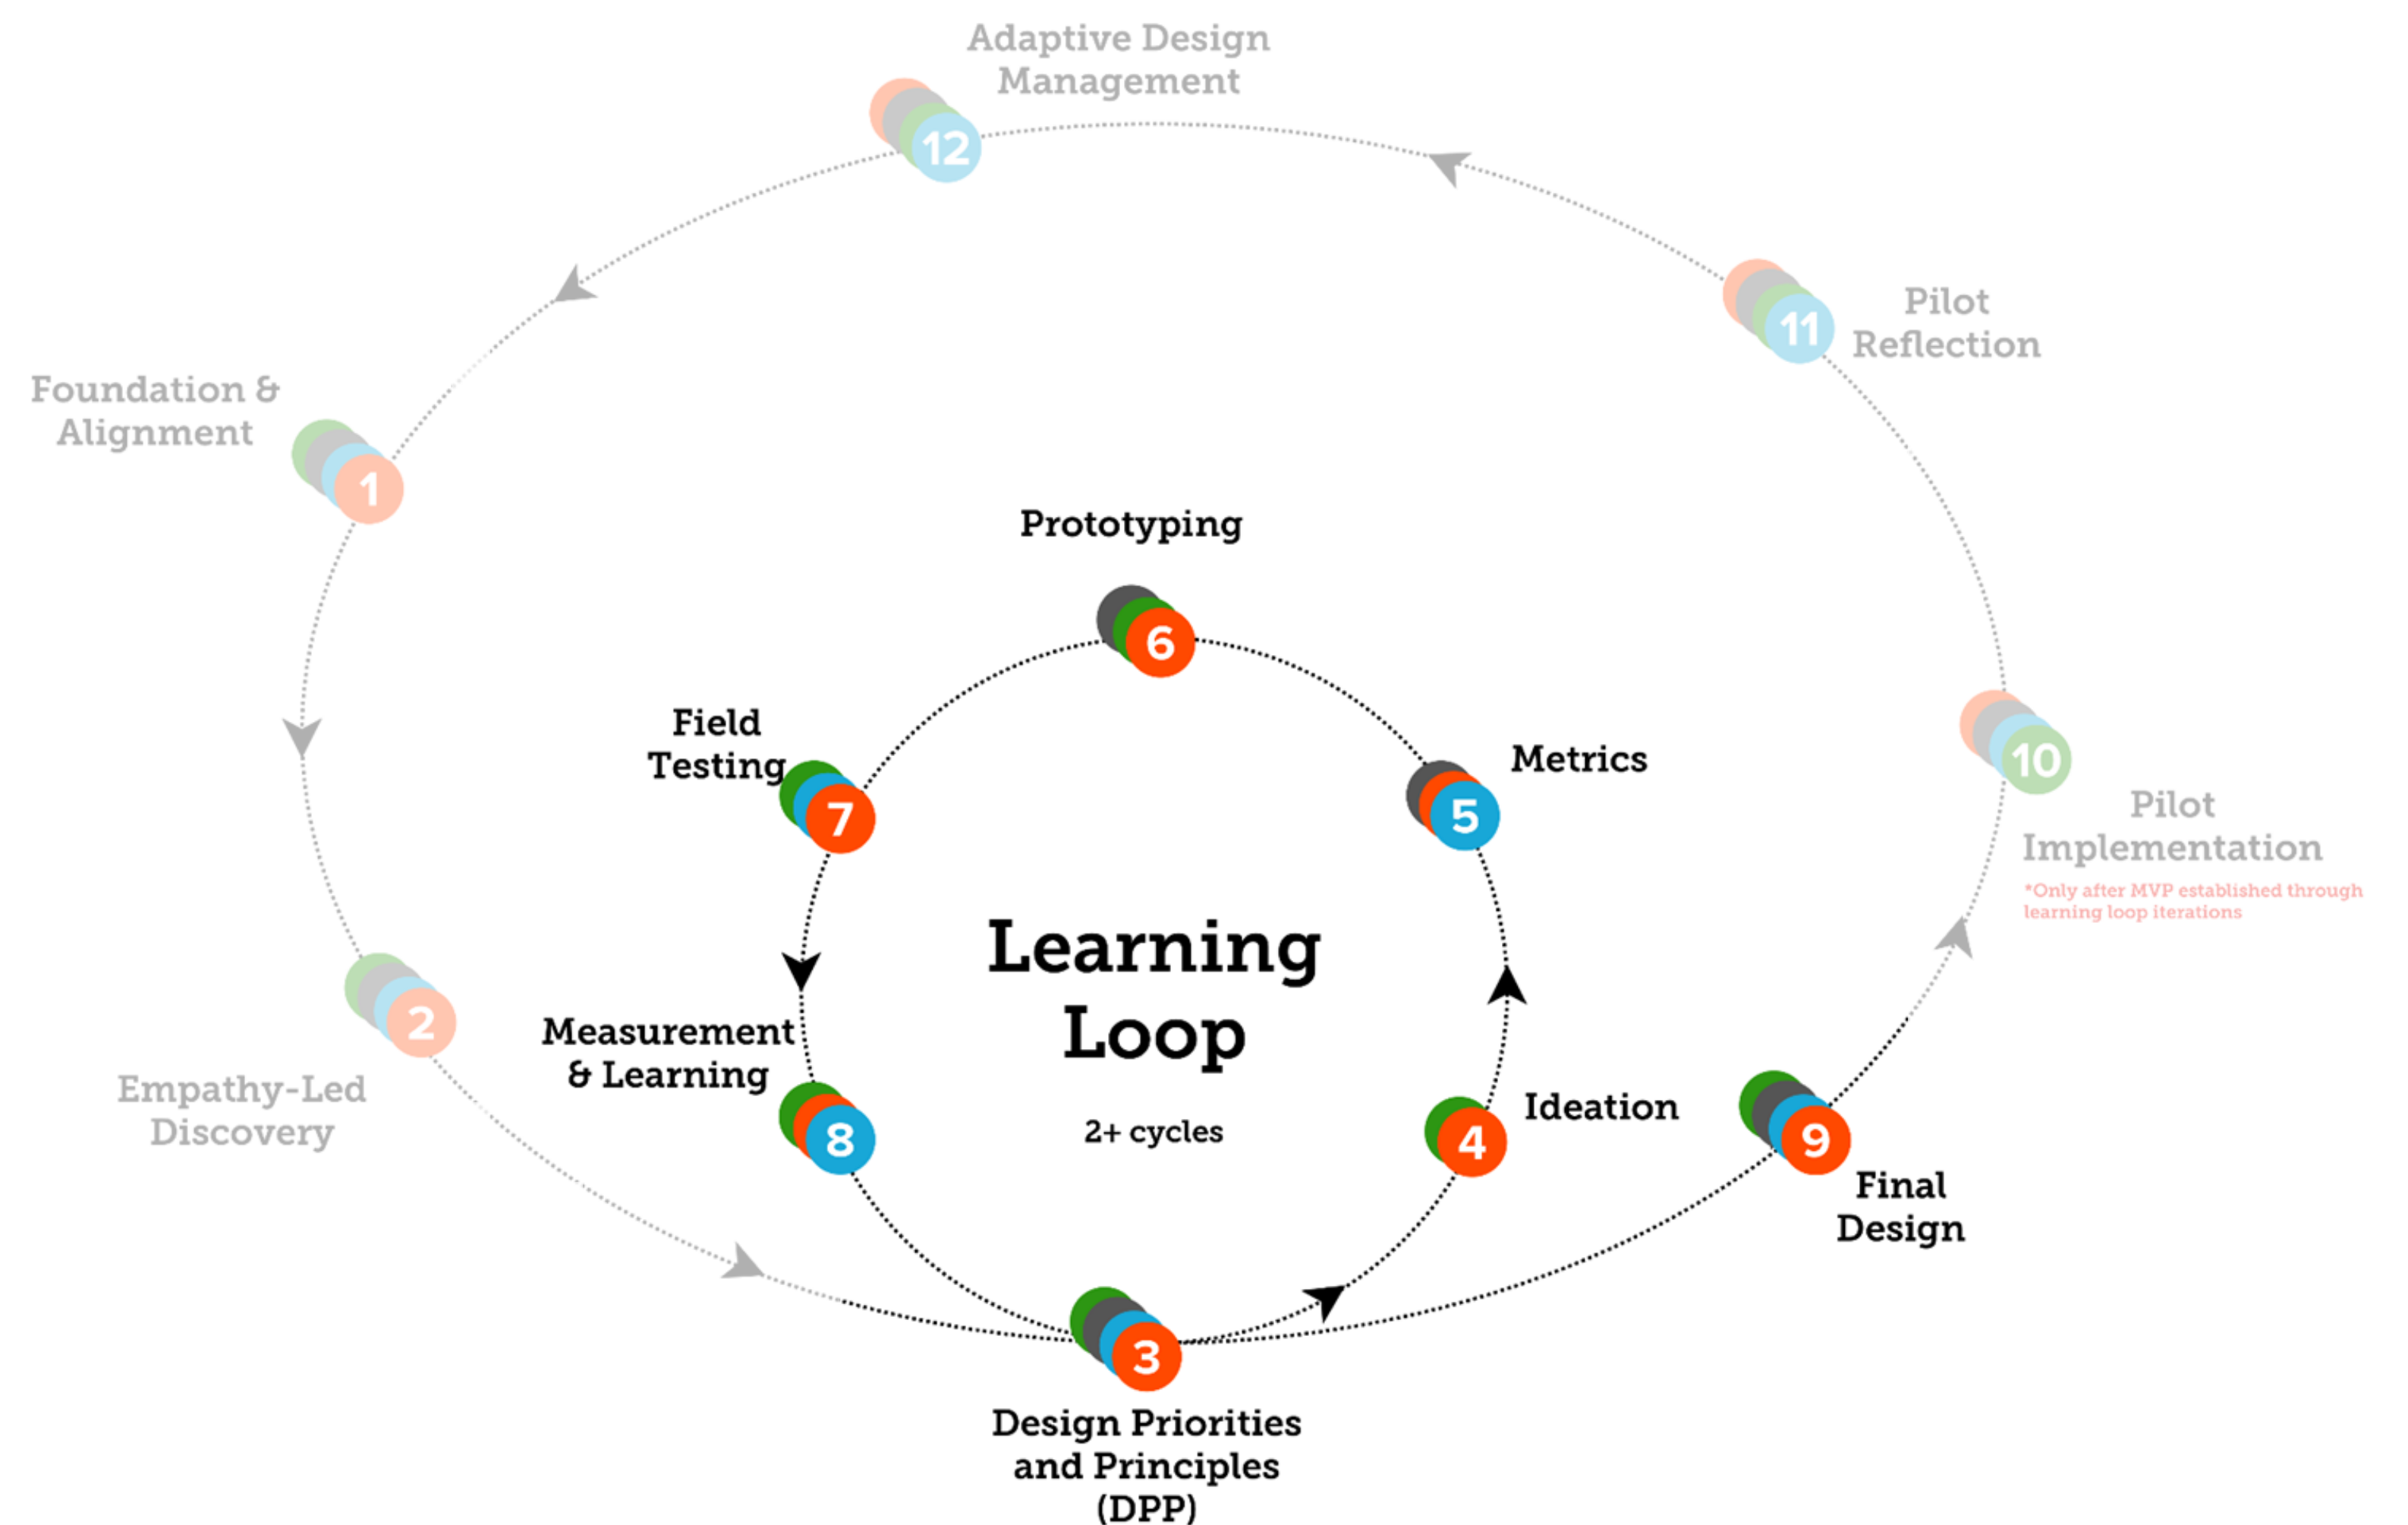 Adaptive Design
Management
12
Pilot
Reflection
11
Foundation &
Alignment
1
Prototyping
6
Field
Testing
7
Metrics
5
10
Pilot
Implementation
*Only after MVP established through
learning loop iterations
Learning
Loop
2+ cycles
2
Empathy-Led
Discovery
Measurement
& Learning
8
Ideation
4
9
Final
Design
3
Design Priorities
and Principles
(DPP)